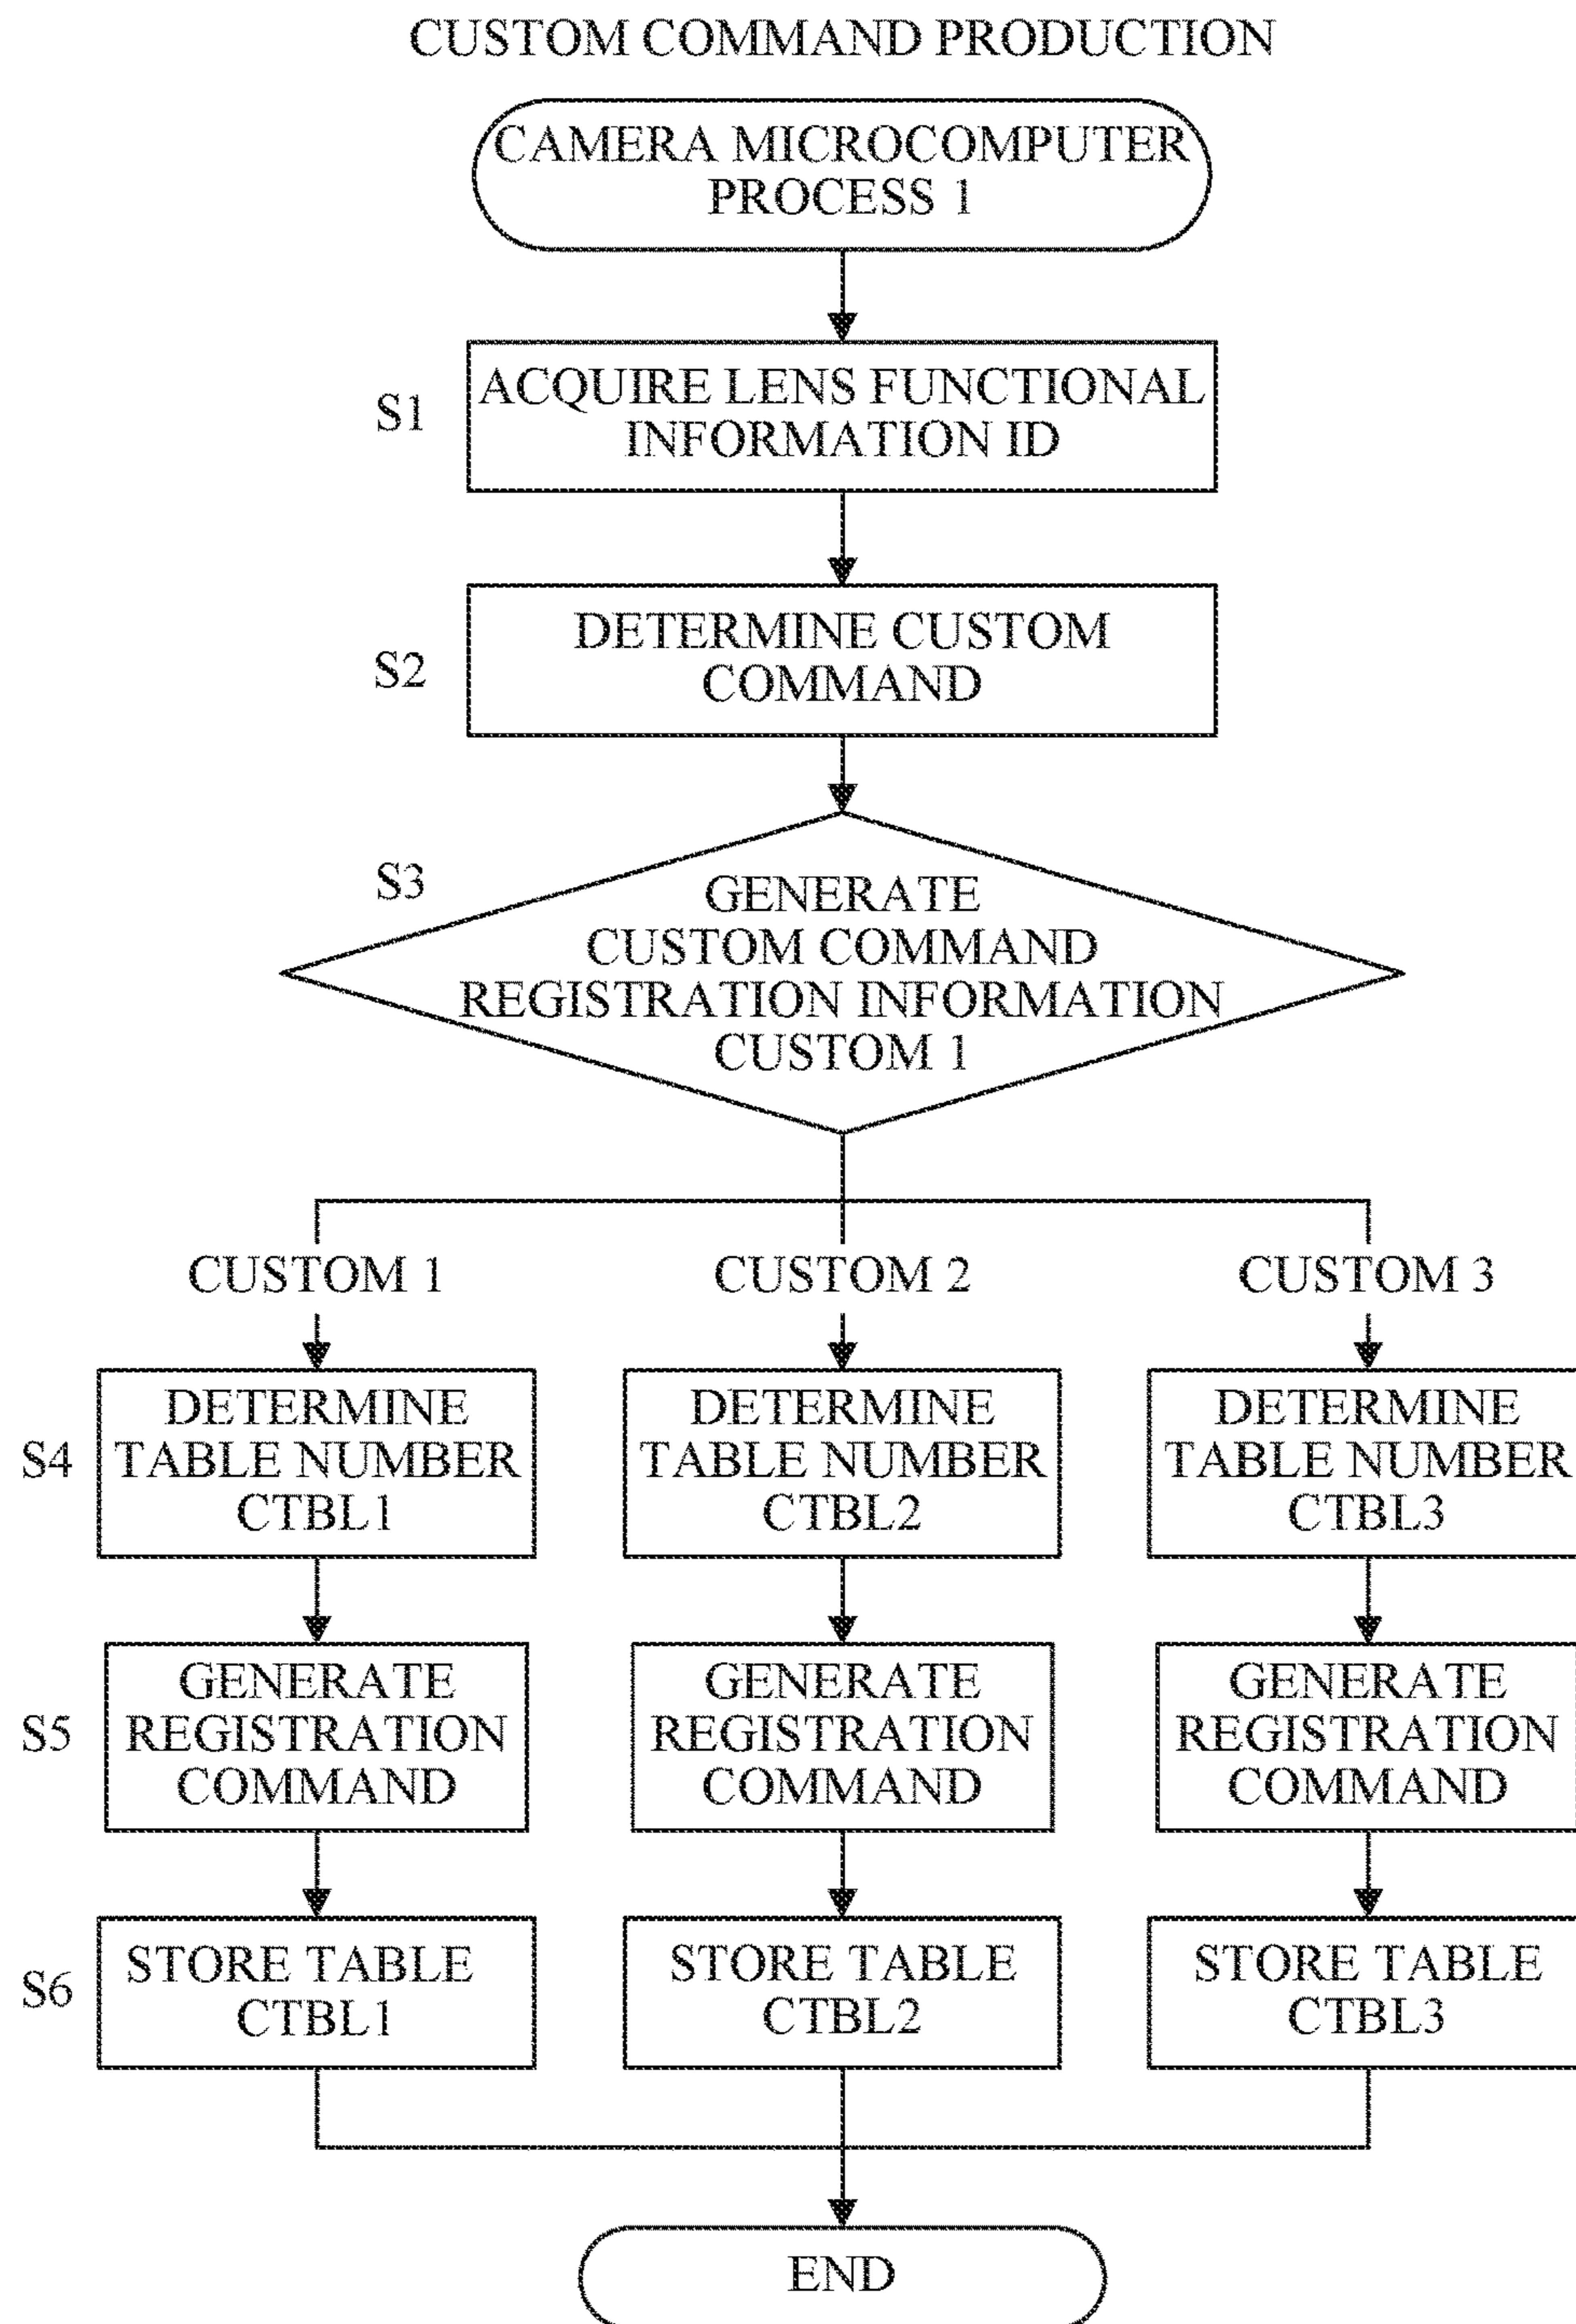 CUSTOM COMMAND PRODUCTION
CAMERA MICROCOMPUTER
PROCESS 1
S1
ACQUIRE LENS FUNCTIONAL
INFORMATION ID
S2
DETERMINE CUSTOM
COMMAND
S3
GENERATE
CUSTOM COMMAND
REGISTRATION INFORMATION
CUSTOM 1
CUSTOM 1
CUSTOM 2
CUSTOM 3
S4
DETERMINE
TABLE NUMBER
CTBL1
DETERMINE
TABLE NUMBER
CTBL2
DETERMINE
TABLE NUMBER
CTBL3
S5
GENERATE
REGISTRATION
COMMAND
GENERATE
REGISTRATION
COMMAND
GENERATE
REGISTRATION
COMMAND
S6
STORE TABLE
CTBL1
STORE TABLE
CTBL2
STORE TABLE
CTBL3
END